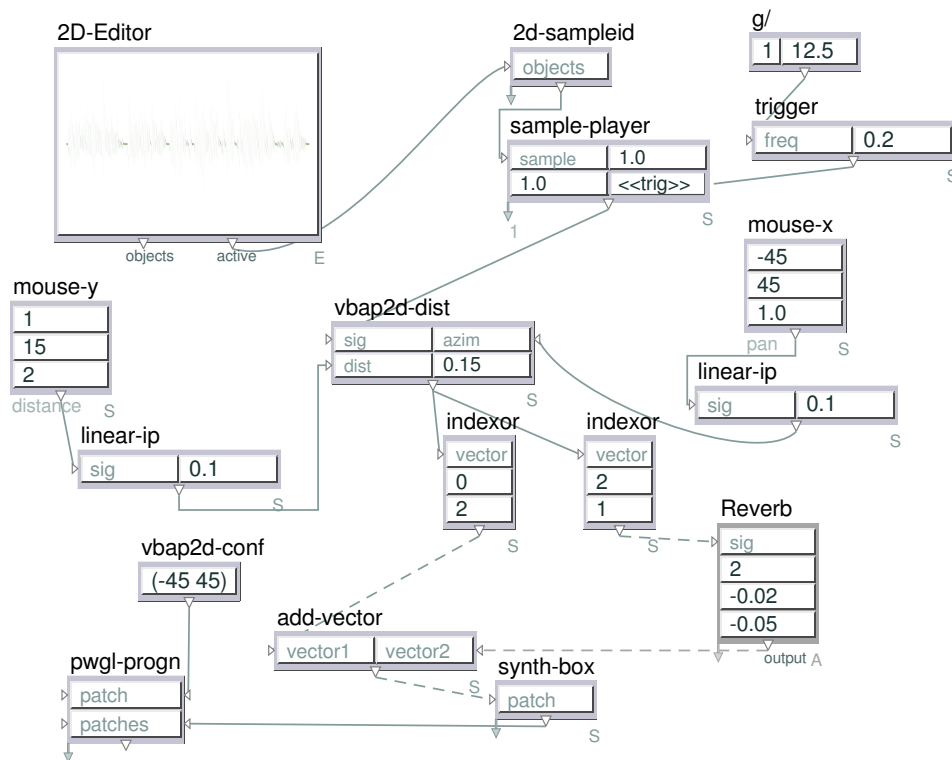 2D-Editor
objects
active
E
2d-sampleid
objects
g/
1 12.5
trigger
freq 0.2
S
sample-player
sample 1.0
1.0 <<trig>>
1
S
mouse-x
-45
45
1.0
pan
S
mouse-y
1
15
2
distance
S
vbap2d-dist
sig azim
dist 0.15
S
linear-ip
sig 0.1
S
linear-ip
sig 0.1
S
indexor
vector
0
2
S
indexor
vector
2
1
S
Reverb
sig
2
-0.02
-0.05
output A
vbap2d-conf
(-45 45)
add-vector
vector1 vector2
S
pwgl-progn
patch
patches
synth-box
patch
S